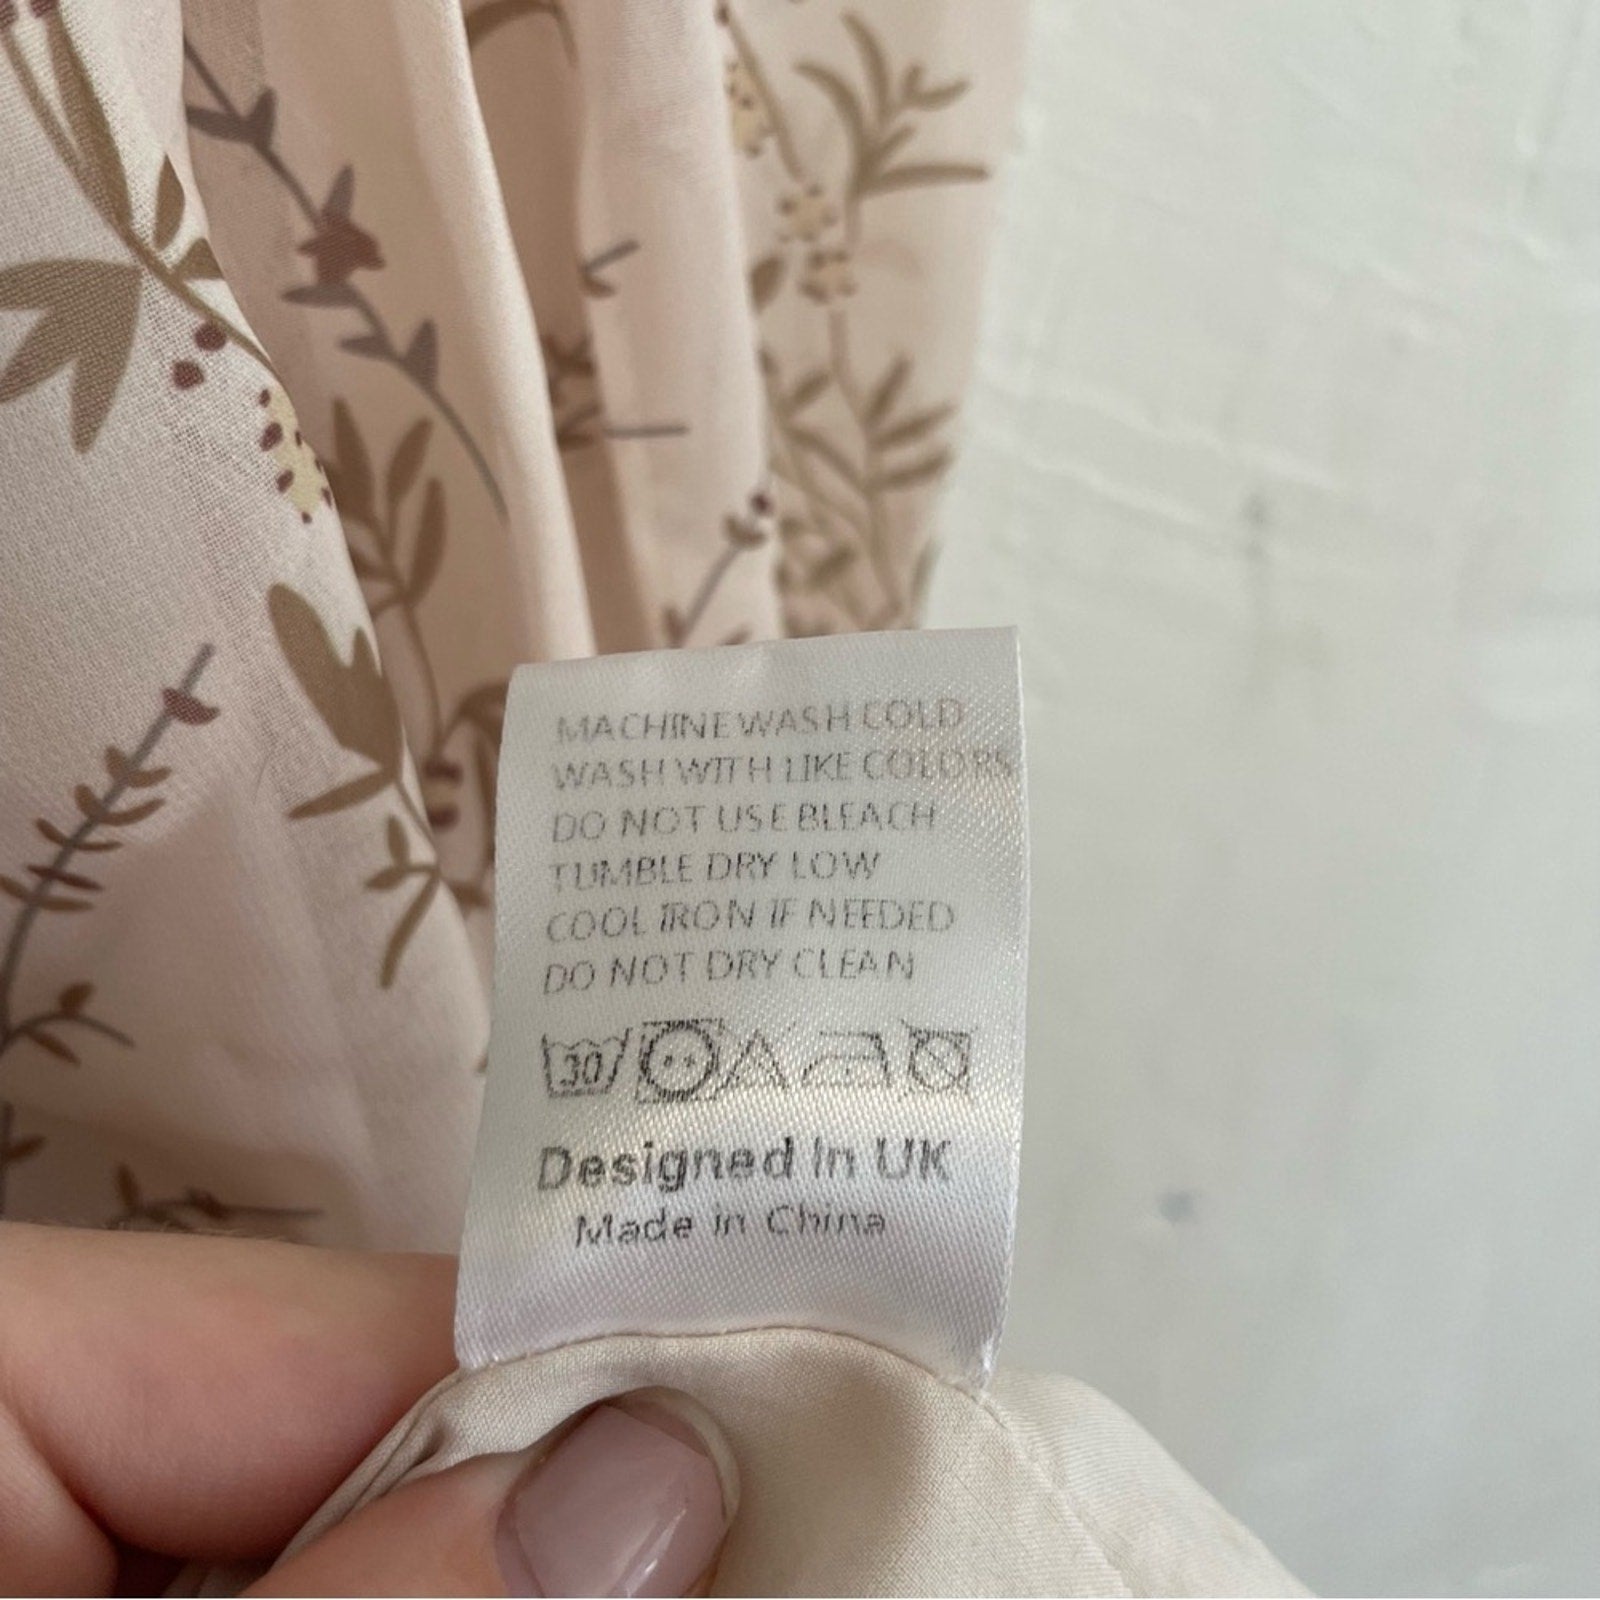 MACHINE WASH COLD
WASH WITH LIKE COLORS
DO NOT USE BLEACH
TUMBLE DRY LOW
COOL IRON IF NEEDED
DO NOT DRY CLEAN
30
Designed In UK
Made in China